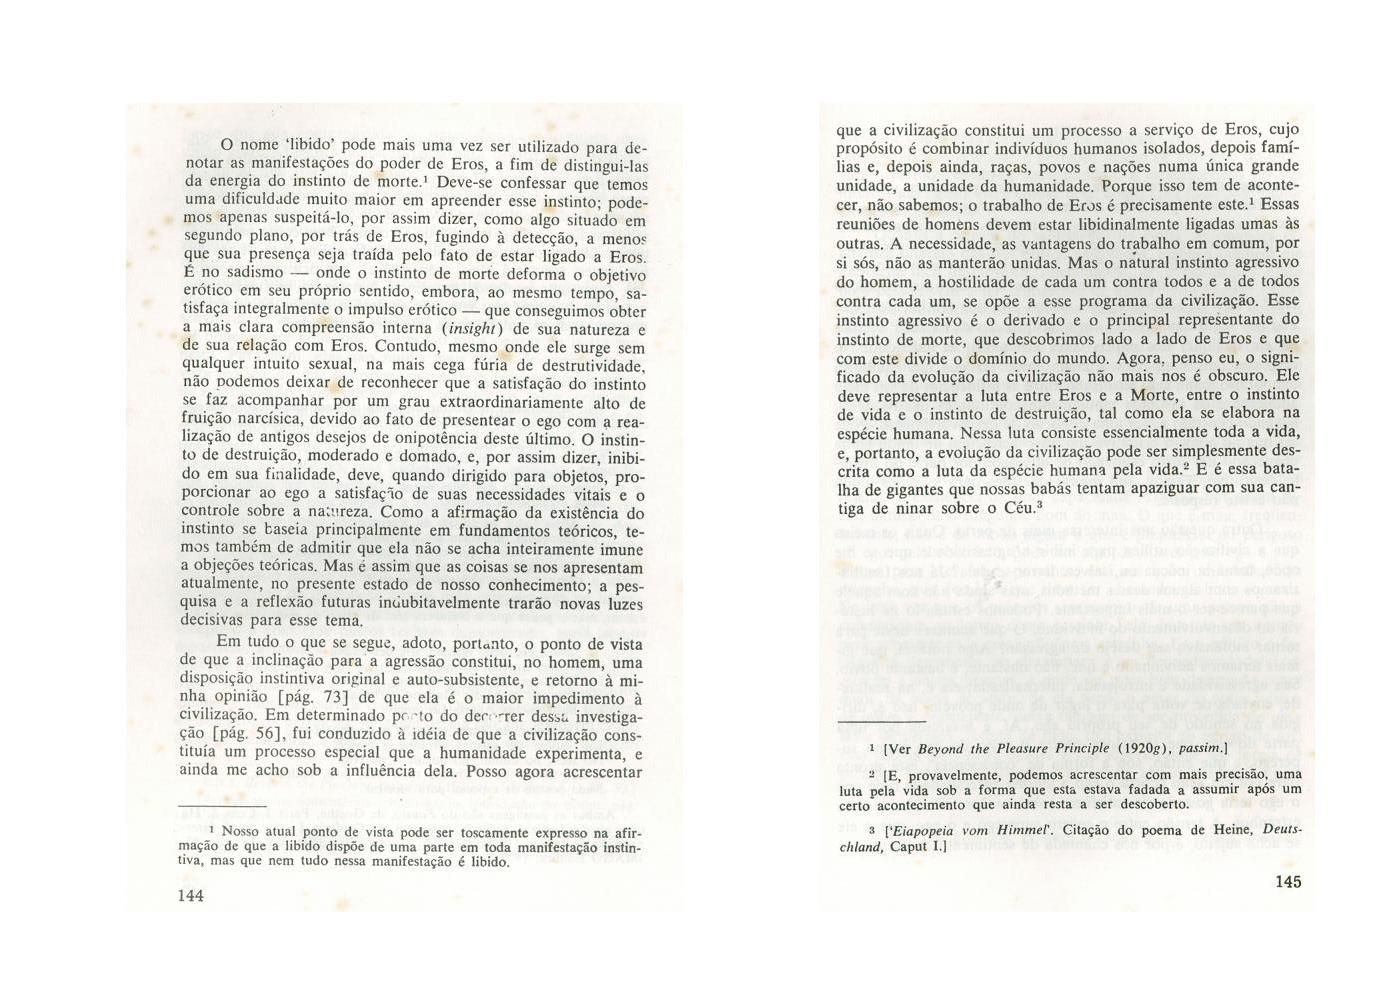 O nome ‘libido’ pode mais uma vez ser utilizado para de-
notar as manifestações do poder de Eros, a fim de distingui-las
da energia do instinto de morte.¹ Deve-se confessar que temos
uma dificuldade muito maior em apreender esse instinto; pode-
mos apenas suspeitá-lo, por assim dizer, como algo situado em
segundo plano, por trás de Eros, fugindo à detecção, a menos
que sua presença seja traída pelo fato de estar ligado a Eros.
É no sadismo — onde o instinto de morte deforma o objetivo
erótico em seu próprio sentido, embora, ao mesmo tempo, sa-
tisfaça integralmente o impulso erótico — que conseguimos obter
a mais clara compreensão interna (insight) de sua natureza e
de sua relação com Eros. Contudo, mesmo onde ele surge sem
qualquer intuito sexual, na mais cega fúria de destrutividade,
não podemos deixar de reconhecer que a satisfação do instinto
se faz acompanhar por um grau extraordinariamente alto de
fruição narcísica, devido ao fato de presentear o ego com a rea-
lização de antigos desejos de onipotência deste último. O instin-
to de destruição, moderado e domado, e, por assim dizer, inibi-
do em sua finalidade, deve, quando dirigido para objetos, pro-
porcionar ao ego a satisfação de suas necessidades vitais e o
controle sobre a natureza. Como a afirmação da existência do
instinto se baseia principalmente em fundamentos teóricos, te-
mos também de admitir que ela não se acha inteiramente imune
a objeções teóricas. Mas é assim que as coisas se nos apresentam
atualmente, no presente estado de nosso conhecimento; a pes-
quisa e a reflexão futuras indubitavelmente trarão novas luzes
decisivas para esse tema.
Em tudo o que se segue, adoto, portanto, o ponto de vista
de que a inclinação para a agressão constitui, no homem, uma
disposição instintiva original e auto-subsistente, e retorno à mi-
nha opinião [pág. 73] de que ela é o maior impedimento à
civilização. Em determinado ponto do decorrer dessa investiga-
ção [pág. 56], fui conduzido à idéia de que a civilização cons-
tituía um processo especial que a humanidade experimenta, e
ainda me acho sob a influência dela. Posso agora acrescentar
¹ Nosso atual ponto de vista pode ser toscamente expresso na afir-
mação de que a libido dispõe de uma parte em toda manifestação instin-
tiva, mas que nem tudo nessa manifestação é libido.
144
que a civilização constitui um processo a serviço de Eros, cujo
propósito é combinar indivíduos humanos isolados, depois famí-
lias e, depois ainda, raças, povos e nações numa única grande
unidade, a unidade da humanidade. Porque isso tem de aconte-
cer, não sabemos; o trabalho de Eros é precisamente este.¹ Essas
reuniões de homens devem estar libidinalmente ligadas umas às
outras. A necessidade, as vantagens do trabalho em comum, por
si sós, não as manterão unidas. Mas o natural instinto agressivo
do homem, a hostilidade de cada um contra todos e a de todos
contra cada um, se opõe a esse programa da civilização. Esse
instinto agressivo é o derivado e o principal representante do
instinto de morte, que descobrimos lado a lado de Eros e que
com este divide o domínio do mundo. Agora, penso eu, o signi-
ficado da evolução da civilização não mais nos é obscuro. Ele
deve representar a luta entre Eros e a Morte, entre o instinto
de vida e o instinto de destruição, tal como ela se elabora na
espécie humana. Nessa luta consiste essencialmente toda a vida,
e, portanto, a evolução da civilização pode ser simplesmente des-
crita como a luta da espécie humana pela vida.² E é essa bata-
lha de gigantes que nossas babás tentam apaziguar com sua can-
tiga de ninar sobre o Céu.³
¹ [Ver Beyond the Pleasure Principle (1920g), passim.]
² [E, provavelmente, podemos acrescentar com mais precisão, uma
luta pela vida sob a forma que esta estava fadada a assumir após um
certo acontecimento que ainda resta a ser descoberto.
³ [‘Eiapopeia vom Himmel’. Citação do poema de Heine, Deuts-
chland, Caput I.]
145